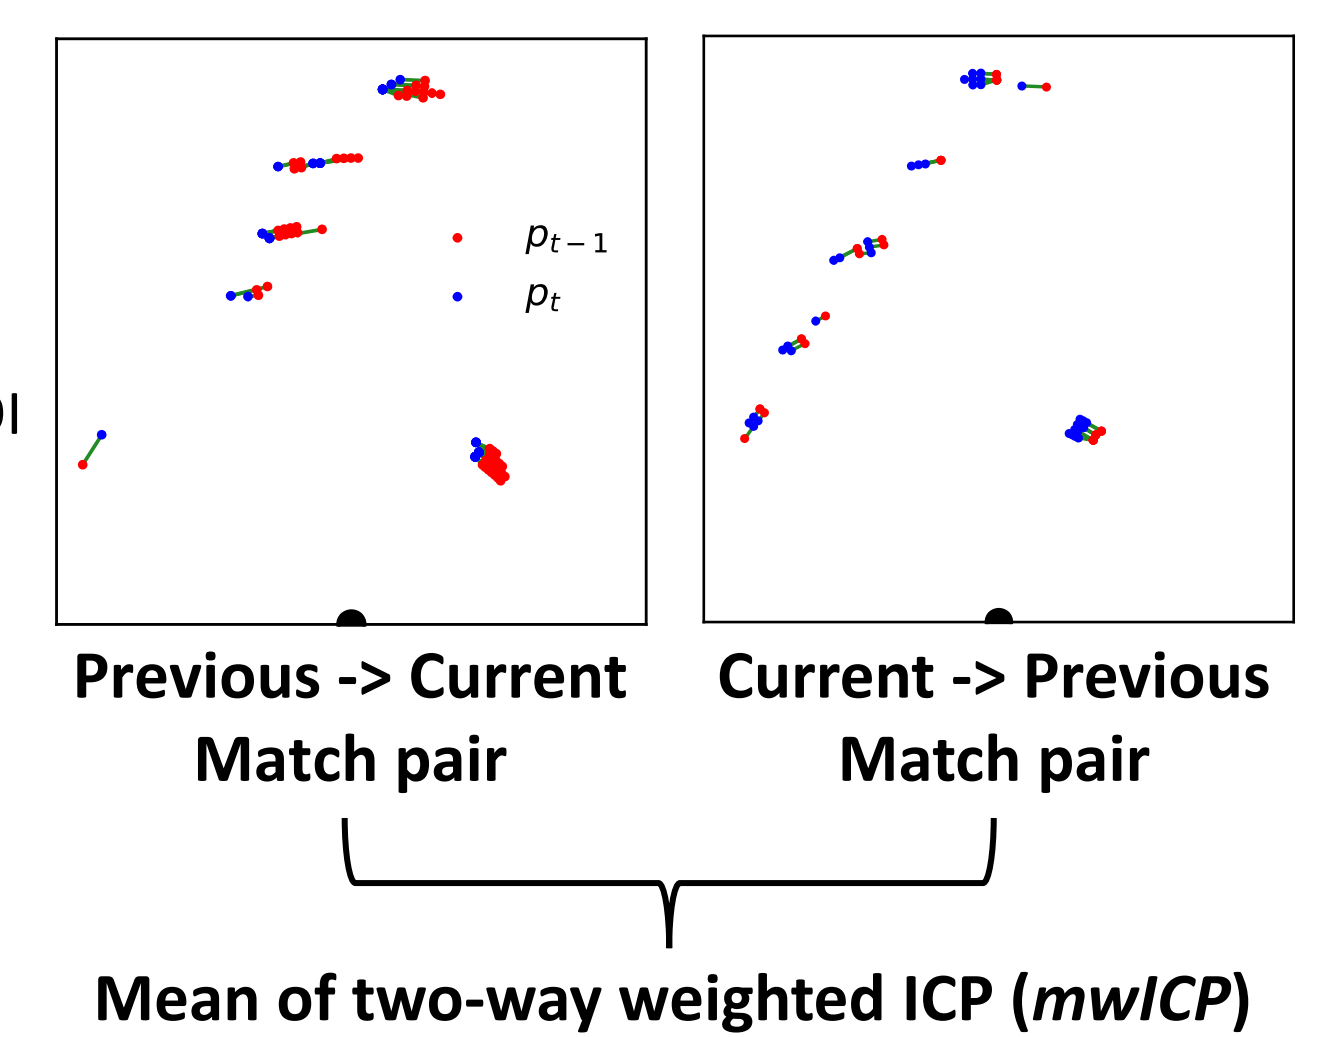 p_{t-1}
p_t
Previous -> Current
Match pair
Current -> Previous
Match pair
Mean of two-way weighted ICP (mwICP)